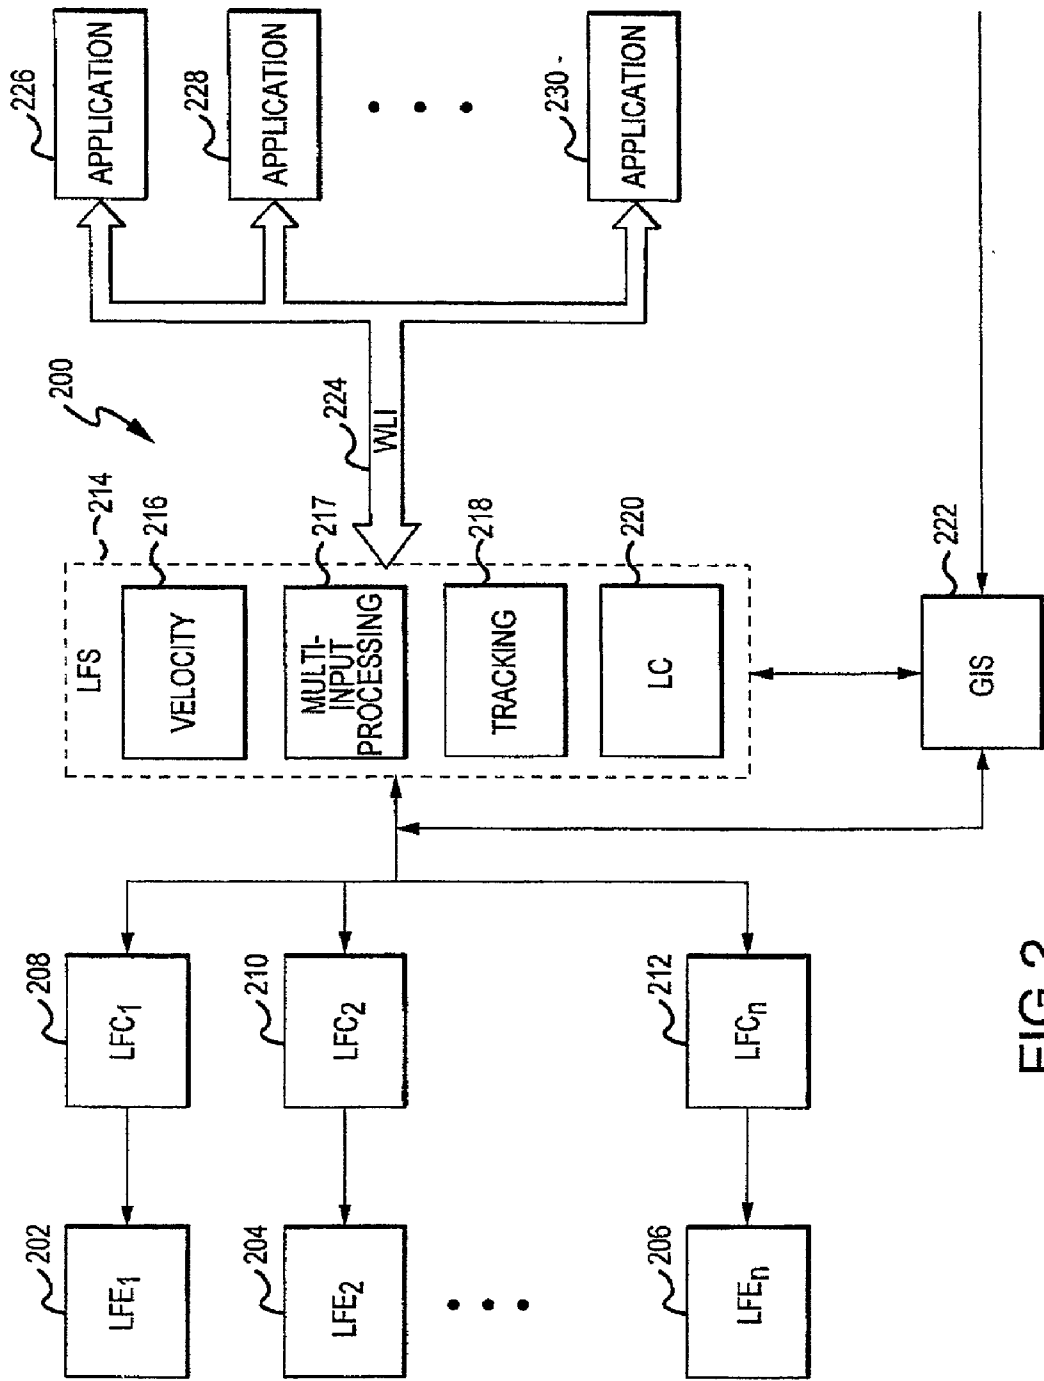 202
LFE1
208
LFC1
204
LFE2
210
LFC2
206
LFEn
212
LFCn
LFS
214
200
VELOCITY
216
MULTI-
INPUT
PROCESSING
217
TRACKING
218
LC
220
GIS
222
224
WLI
226
APPLICATION
228
APPLICATION
230
APPLICATION
FIG.2